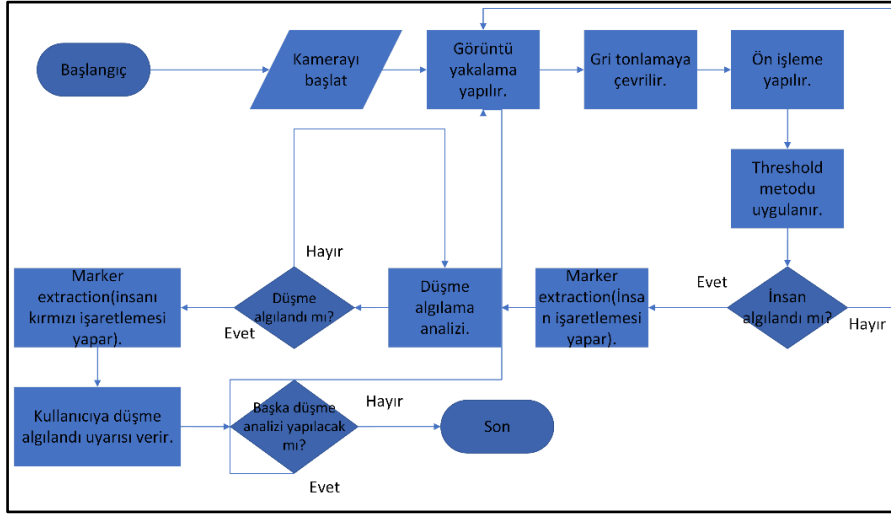 Başlangıç
Kamerayı
başlat
Görüntü
yakalama
yapılır.
Gri tonlamaya
çevrilir.
Ön işleme
yapılır.
Threshold
metodu
uygulanır.
İnsan
algılandı mı?
Hayır
Evet
Marker
extraction(İnsa
n işaretlemesi
yapar).
Düşme
algılama
analizi.
Düşme
algılandı mı?
Hayır
Evet
Marker
extraction(insanı
kırmızı işaretlemesi
yapar).
Kullanıcıya düşme
algılandı uyarısı verir.
Başka düşme
analizi yapılacak
mı?
Hayır
Evet
Son